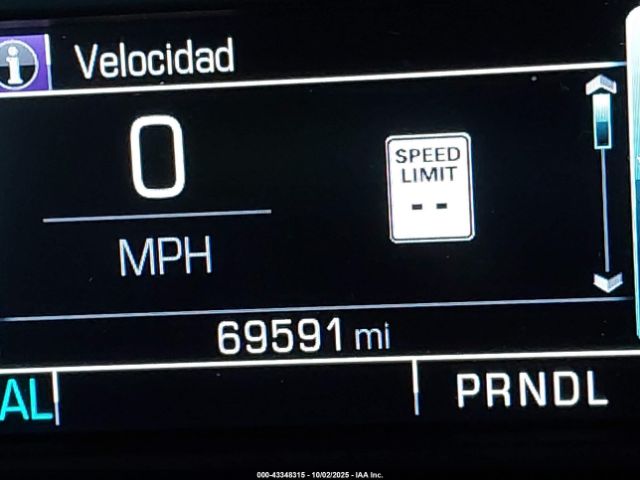 i Velocidad
0
MPH
SPEED
LIMIT
--
69591 mi
AL
PRNDL
000-43348315 - 10/02/2025 - IAA Inc.